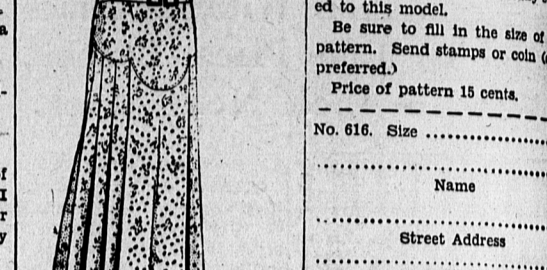 ed to this model.
Be sure to fill in the size of
pattern. Send stamps or coin (
preferred.)
Price of pattern 15 cents.
No. 616. Size
Name
Street Address
a
-
f
I
r
y